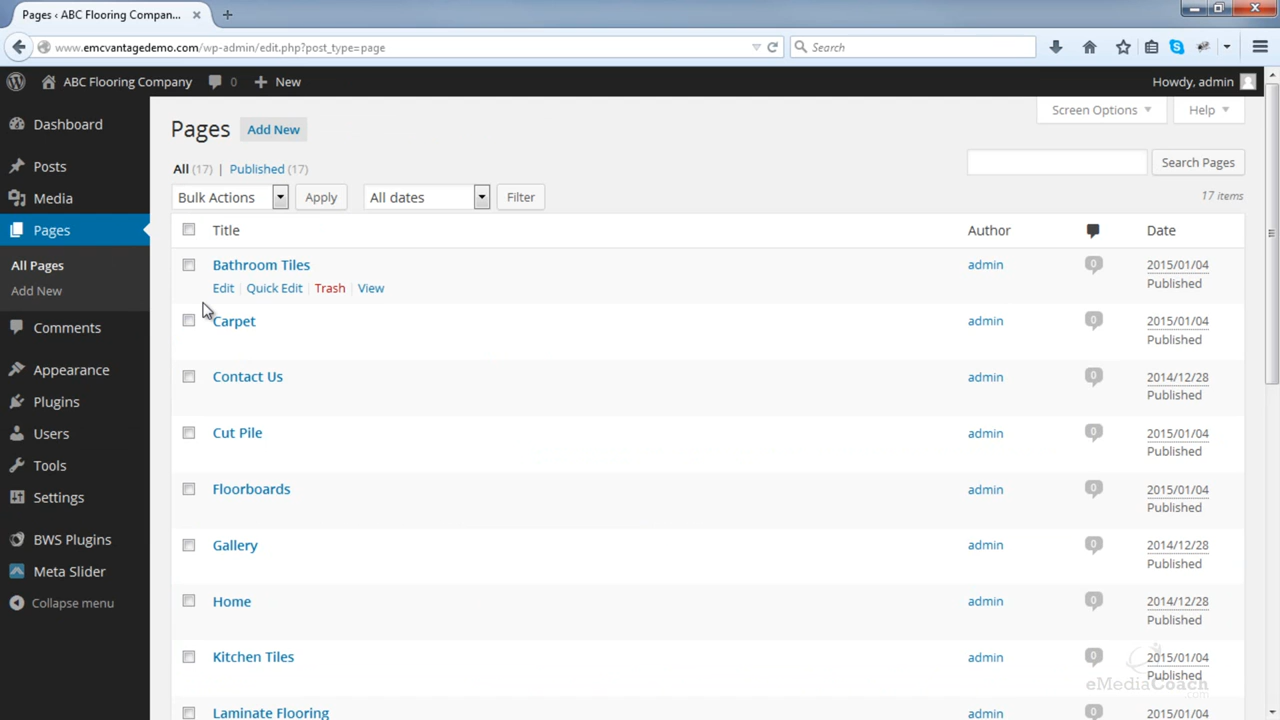 Pages ‹ ABC Flooring Compan...
www.emcvantagedemo.com/wp-admin/edit.php?post_type=page
Search
ABC Flooring Company 0 New
Howdy, admin
Dashboard
Posts
Media
Pages
All Pages
Add New
Comments
Appearance
Plugins
Users
Tools
Settings
BWS Plugins
Meta Slider
Collapse menu
Screen Options Help
Pages Add New
All (17) | Published (17)
Search Pages
Bulk Actions Apply All dates Filter
17 items
Title Author Date
Bathroom Tiles admin 0 2015/01/04
Edit | Quick Edit | Trash | View Published
Carpet admin 0 2015/01/04
Published
Contact Us admin 0 2014/12/28
Published
Cut Pile admin 0 2015/01/04
Published
Floorboards admin 0 2015/01/04
Published
Gallery admin 0 2014/12/28
Published
Home admin 0 2014/12/28
Published
Kitchen Tiles admin 0 2015/01/04
Published
Laminate Flooring admin 0 2015/01/04
eMediaCoach
.com